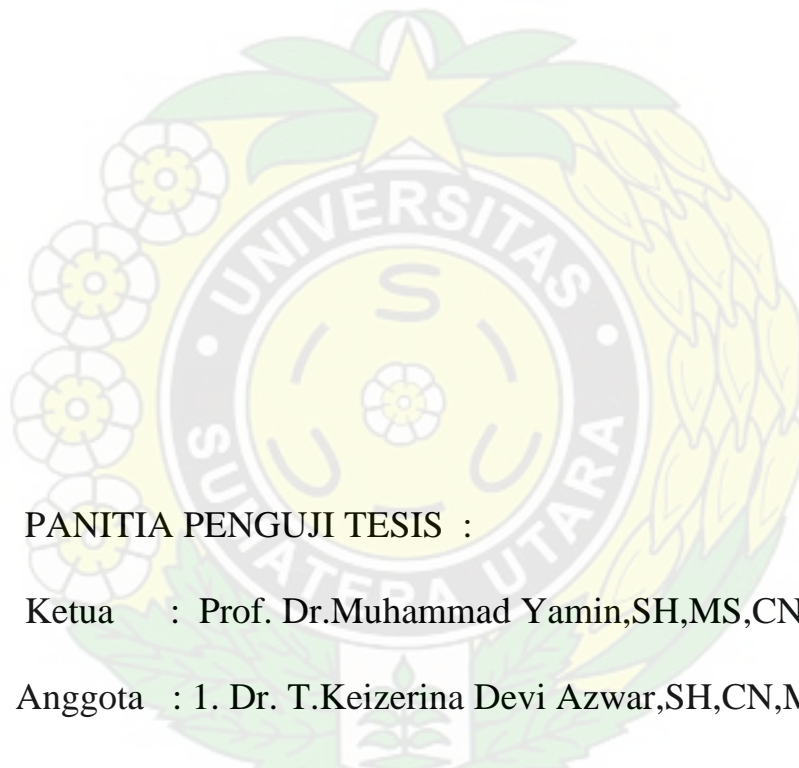 UNIVERSITAS
SUMATERA UTARA
PANITIA PENGUJI TESIS :
Ketua : Prof. Dr.Muhammad Yamin,SH,MS,CN
Anggota : 1. Dr. T.Keizerina Devi Azwar,SH,CN,